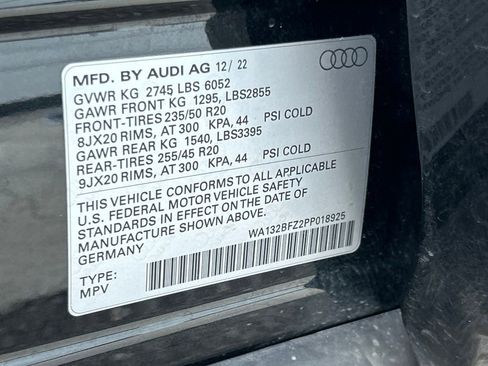 MFD. BY AUDI AG 12/ 22
GVWR KG 2745 LBS 6052
GAWR FRONT KG 1295, LBS2855
FRONT-TIRES 235/50 R20
8JX20 RIMS, AT 300 KPA, 44 PSI COLD
GAWR REAR KG 1540, LBS3395
REAR-TIRES 255/45 R20
9JX20 RIMS, AT 300 KPA, 44 PSI COLD
THIS VEHICLE CONFORMS TO ALL APPLICABLE
U.S. FEDERAL MOTOR VEHICLE SAFETY
STANDARDS IN EFFECT ON THE DATE OF
MANUFACTURE SHOWN ABOVE.
GERMANY
WA132BFZ2PP018925
TYPE:
MPV